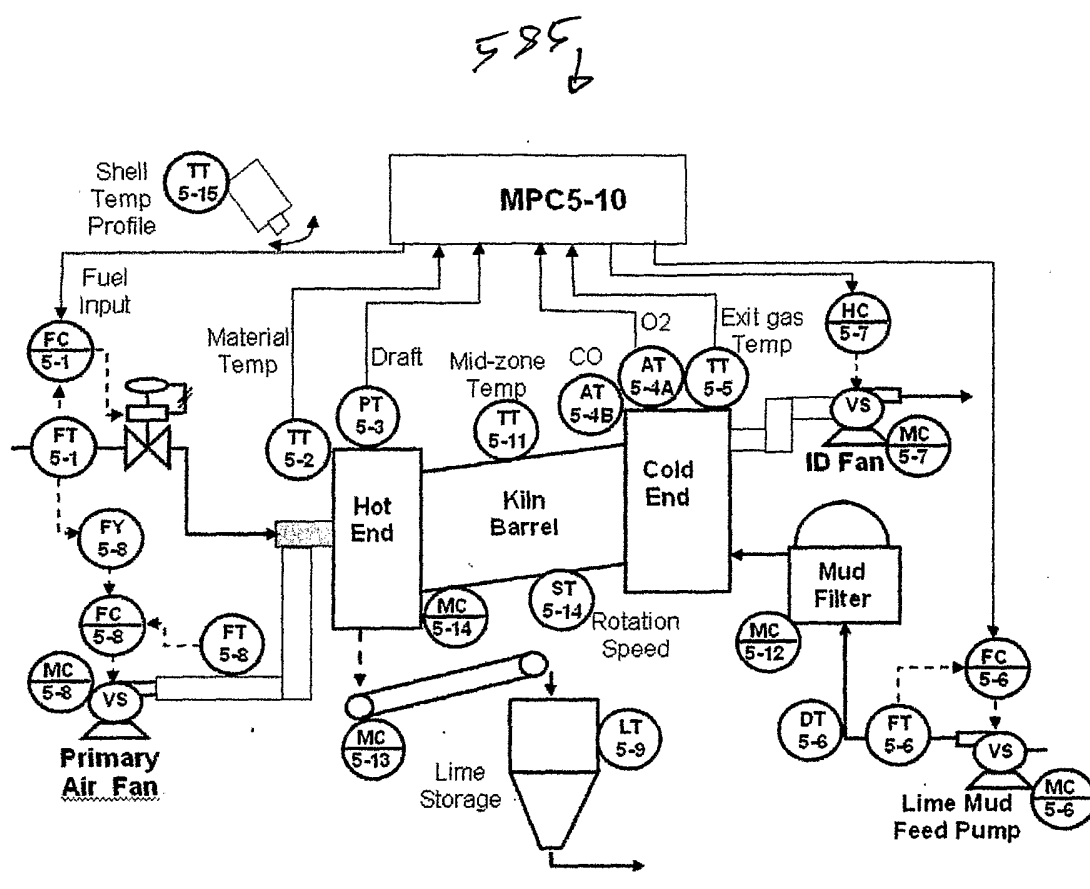 585
MPC5-10
Shell
Temp
Profile
TT
5-15
Fuel
Input
FC
5-1
FT
5-1
Material
Temp
TT
5-2
Draft
PT
5-3
Mid-zone
Temp
TT
5-11
CO
AT
5-4B
O2
AT
5-4A
Exit gas
Temp
TT
5-5
HC
5-7
VS
MC
5-7
ID Fan
Hot
End
Kiln
Barrel
Cold
End
FY
5-8
FC
5-8
FT
5-8
MC
5-8
VS
Primary
Air Fan
MC
5-14
ST
5-14
Rotation
Speed
MC
5-13
Lime
Storage
LT
5-9
Mud
Filter
MC
5-12
DT
5-6
FT
5-6
FC
5-6
VS
MC
5-6
Lime Mud
Feed Pump